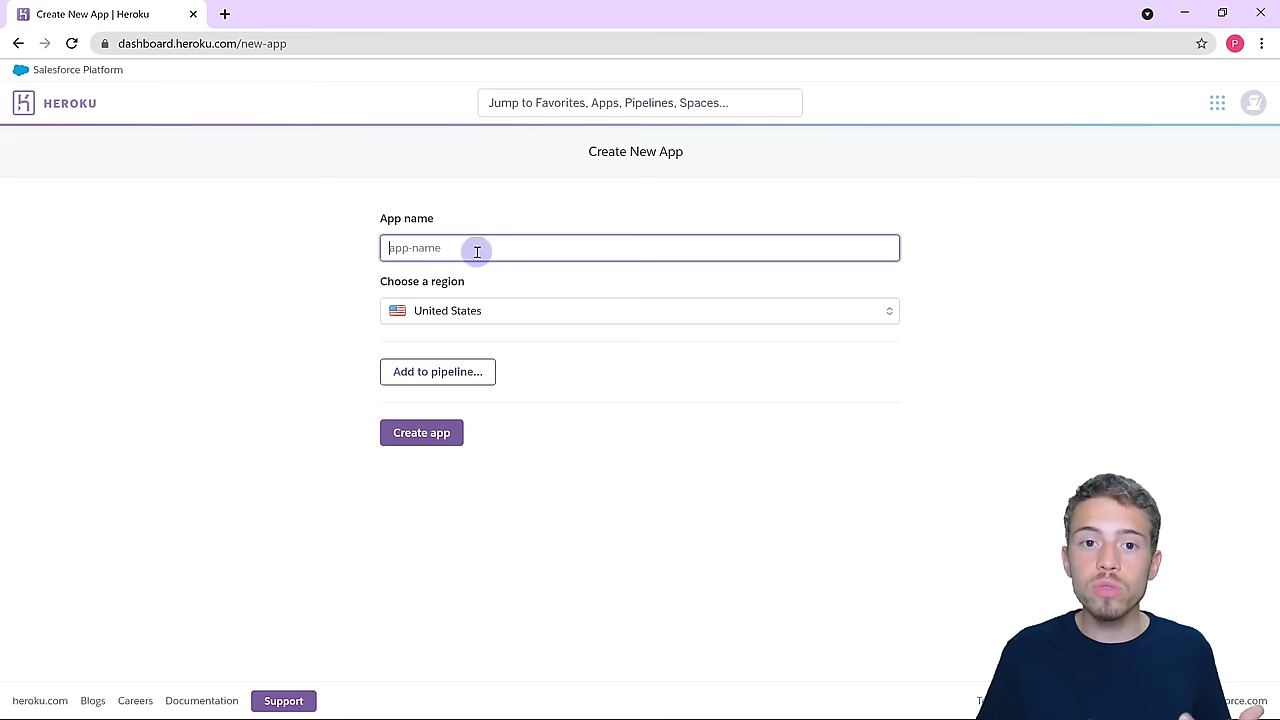 Create New App | Heroku
dashboard.heroku.com/new-app
P
Salesforce Platform
HEROKU
Jump to Favorites, Apps, Pipelines, Spaces...
Create New App
App name
app-name
Choose a region
United States
Add to pipeline...
Create app
heroku.com Blogs Careers Documentation Support